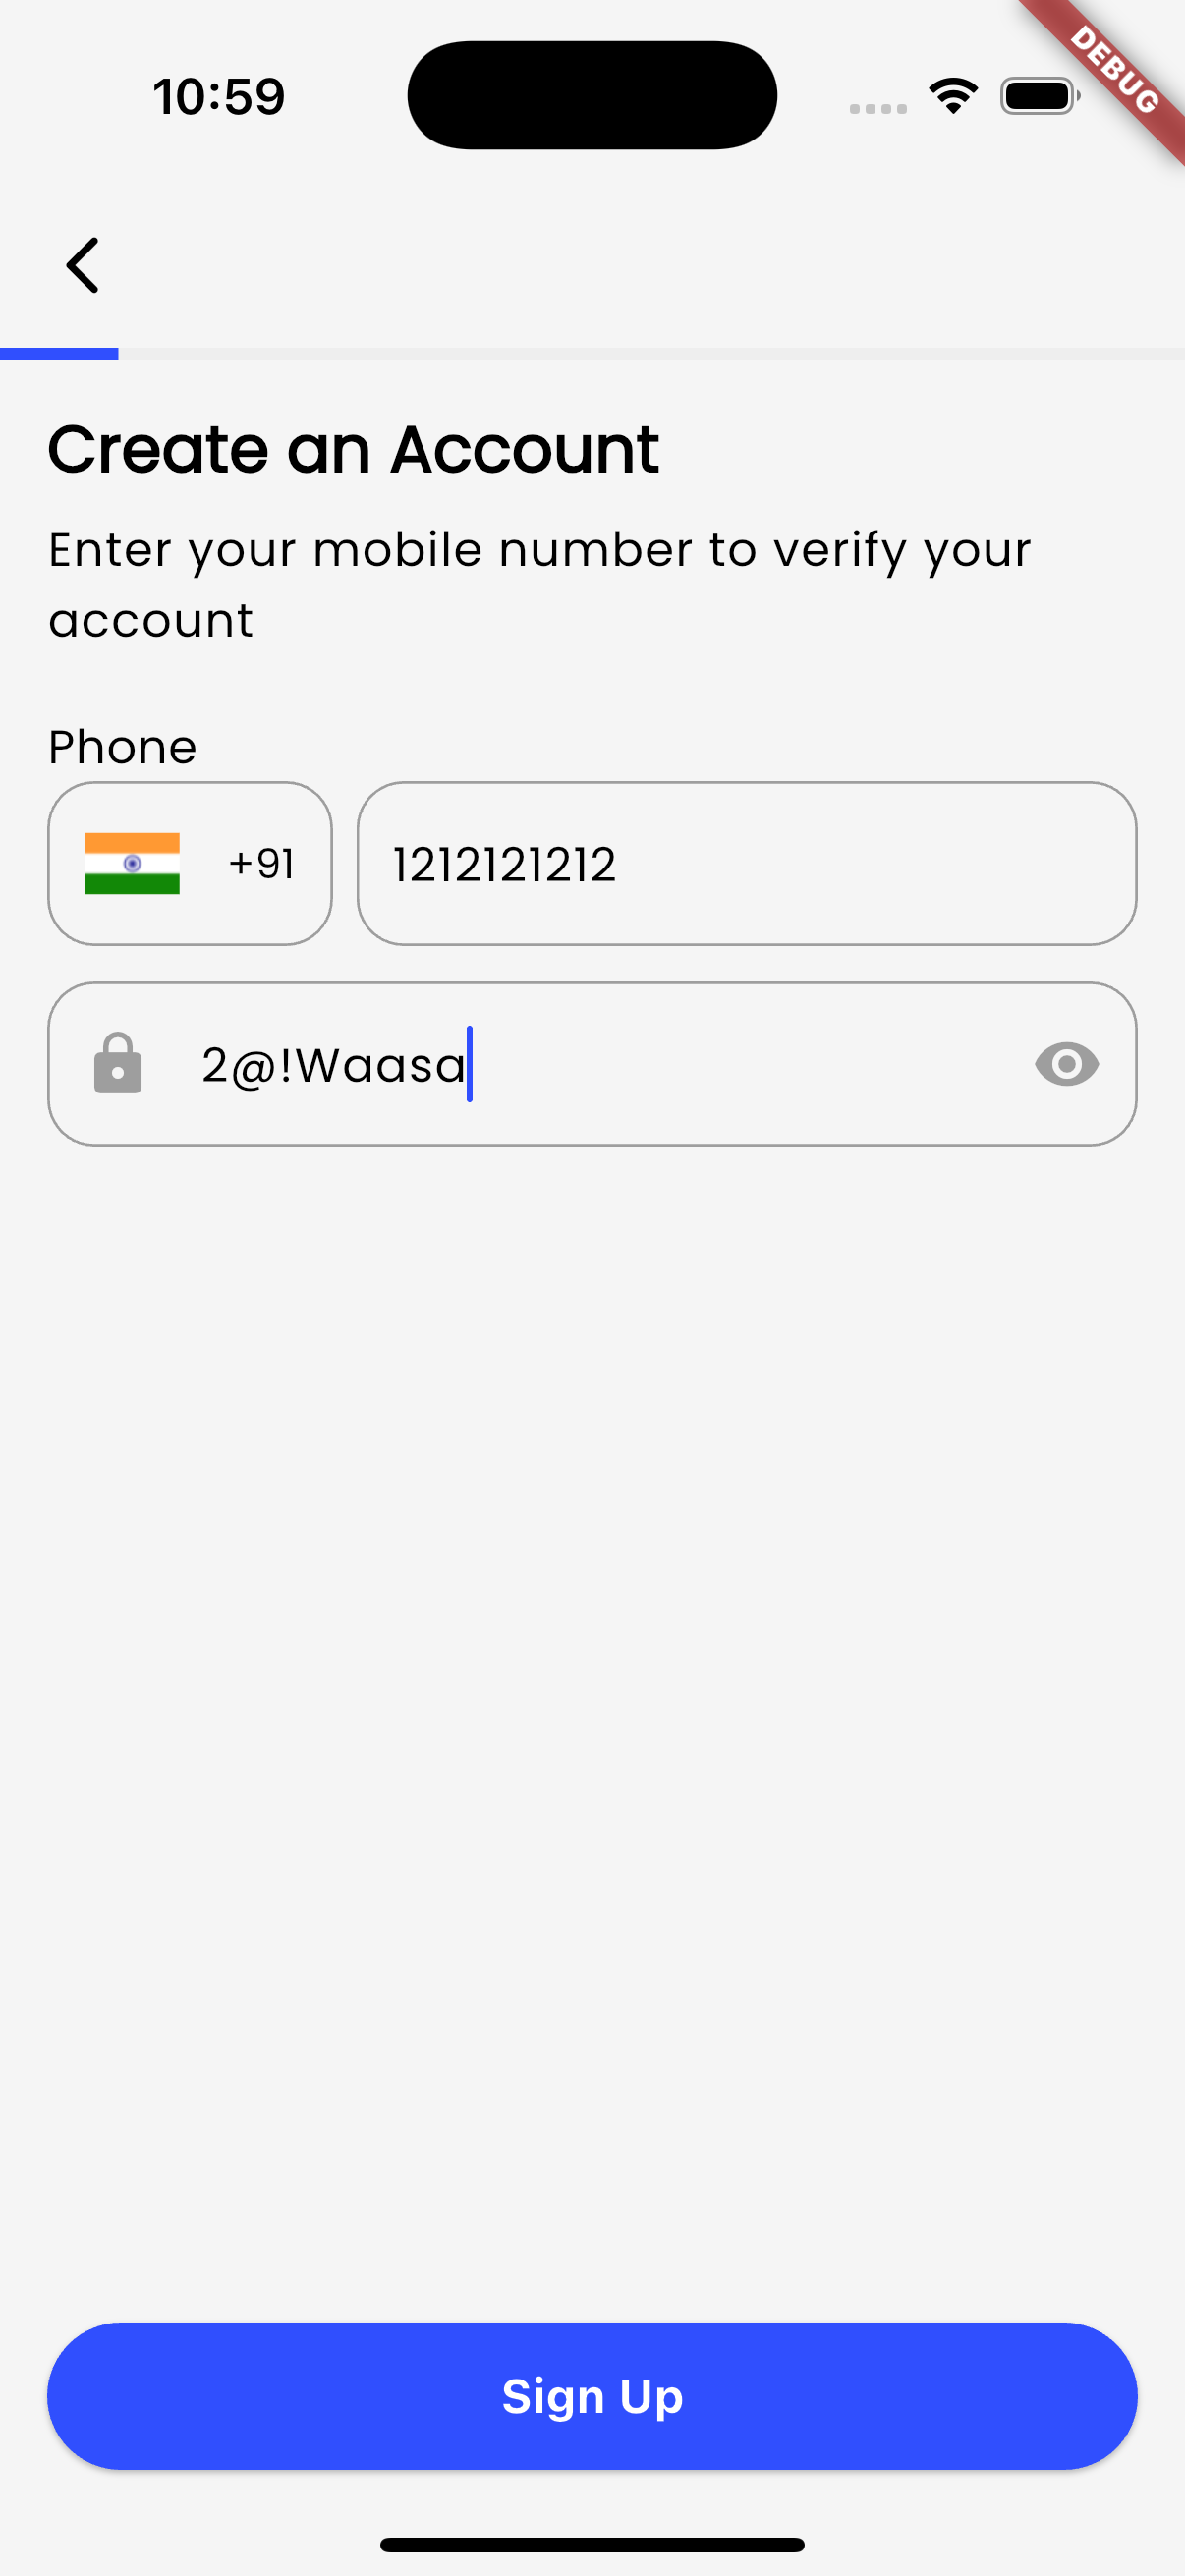 10:59
DEBUG
Create an Account
Enter your mobile number to verify your
account
Phone
+91 1212121212
2@!Waasa
Sign Up